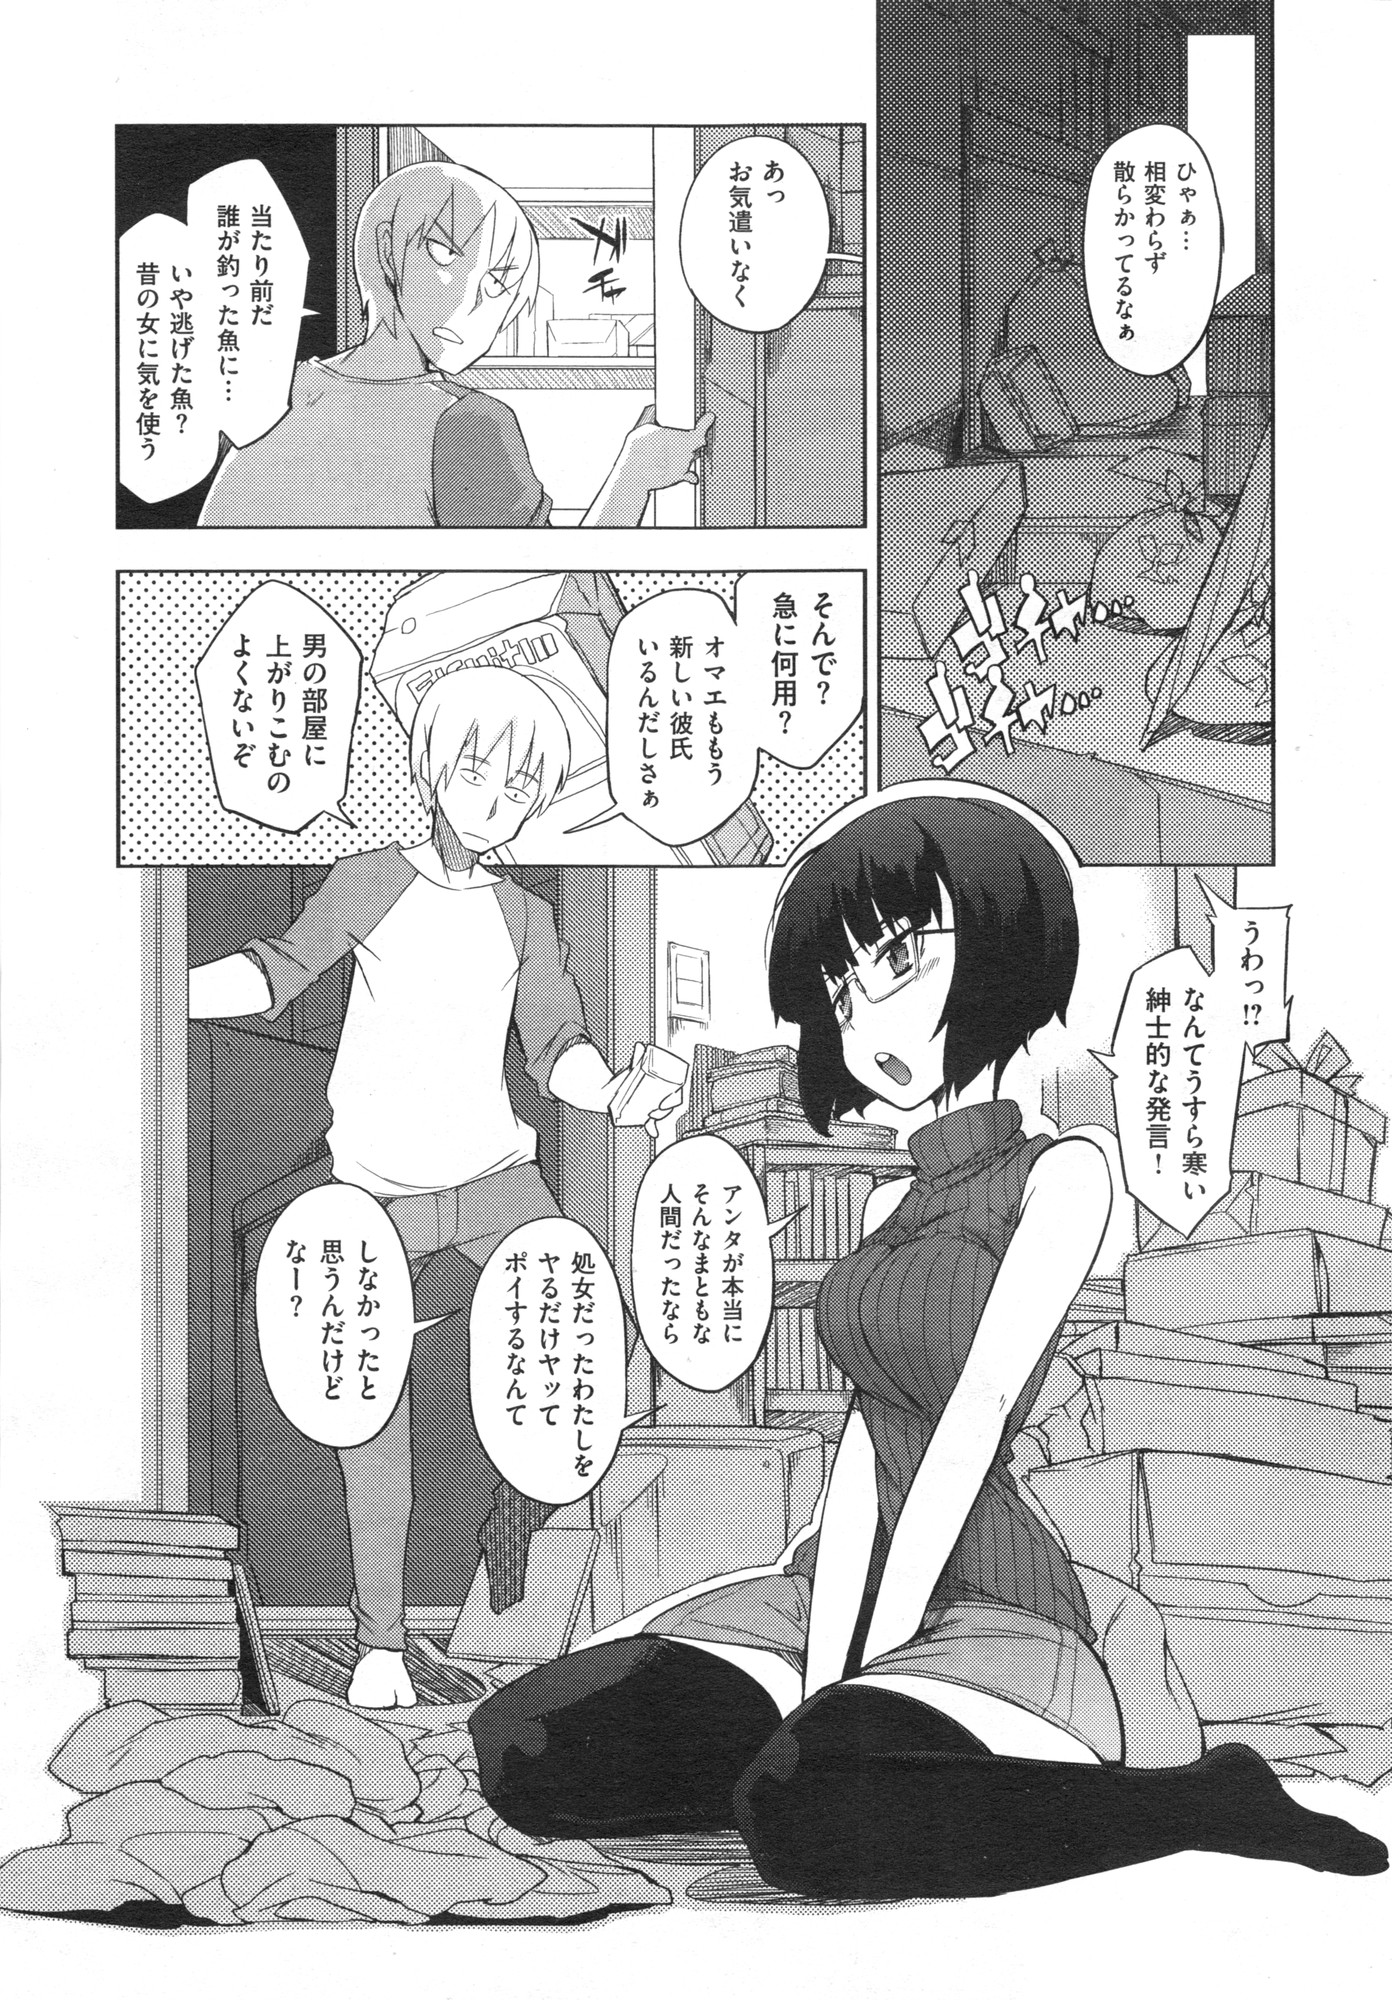 ひゃぁ…
相変わらず
散らかってるなぁ
ゴチャ…
ゴチャ…
あっ
お気遣いなく
当たり前だ
誰が釣った魚に…
いや逃げた魚?
昔の女に気を使う
そんで?
急に何用?
オマエももう
新しい彼氏
いるんだしさぁ
男の部屋に
上がりこむの
よくないぞ
うわっ!?
なんてうすら寒い
紳士的な発言!
アンタが本当に
そんなまともな
人間だったなら
処女だったわたしを
ヤるだけヤッて
ポイするなんて
しなかったと
思うんだけど
なー?